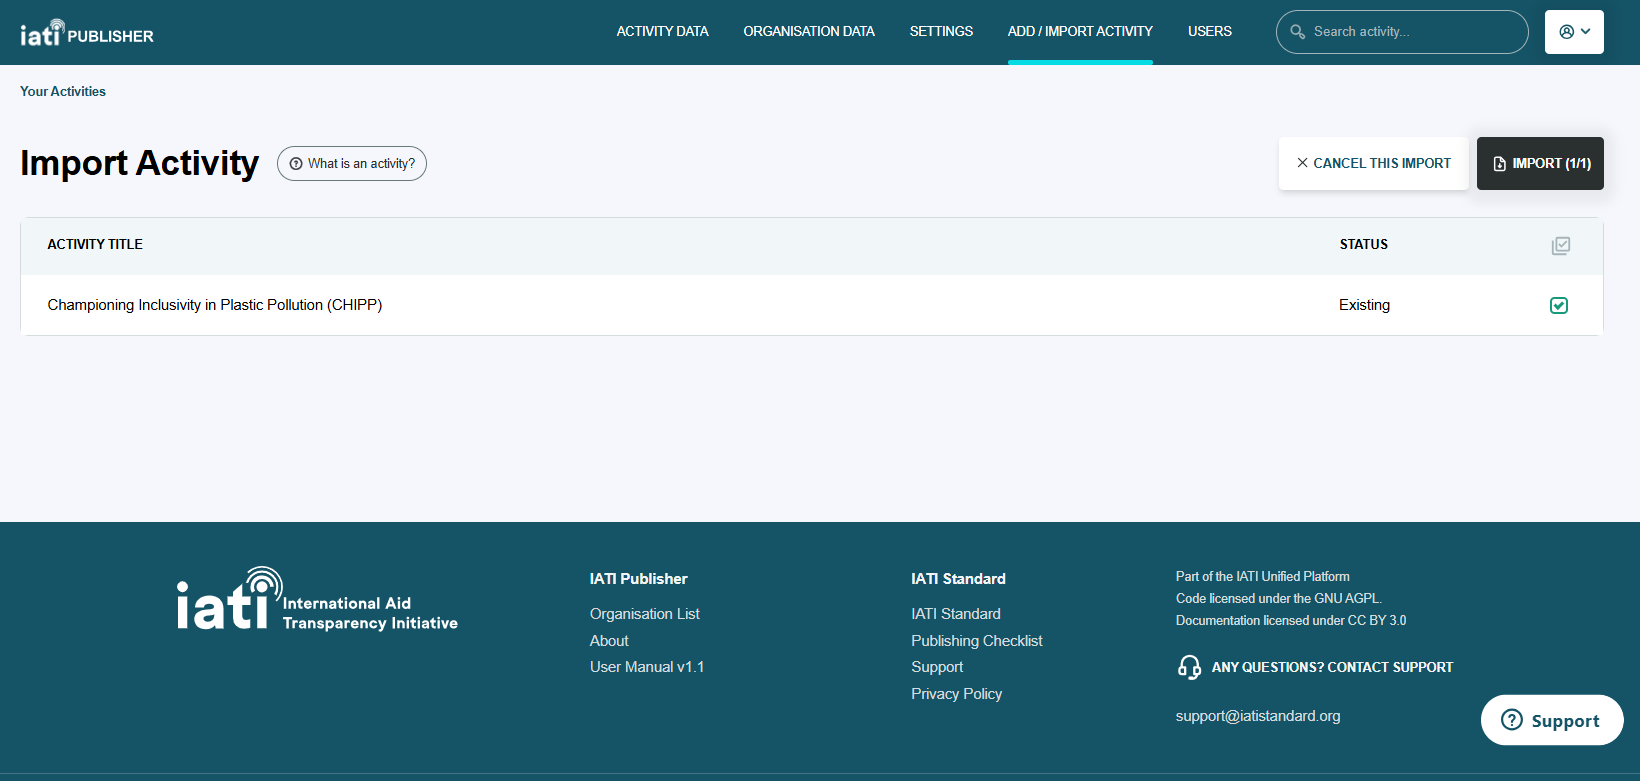 iati PUBLISHER
ACTIVITY DATA ORGANISATION DATA SETTINGS ADD / IMPORT ACTIVITY USERS Search activity...
Your Activities
Import Activity What is an activity? CANCEL THIS IMPORT IMPORT (1/1)
ACTIVITY TITLE STATUS
Championing Inclusivity in Plastic Pollution (CHIPP) Existing
iati International Aid
Transparency Initiative
IATI Publisher
Organisation List
About
User Manual v1.1
IATI Standard
IATI Standard
Publishing Checklist
Support
Privacy Policy
Part of the IATI Unified Platform
Code licensed under the GNU AGPL.
Documentation licensed under CC BY 3.0
ANY QUESTIONS? CONTACT SUPPORT
support@iatistandard.org
Support